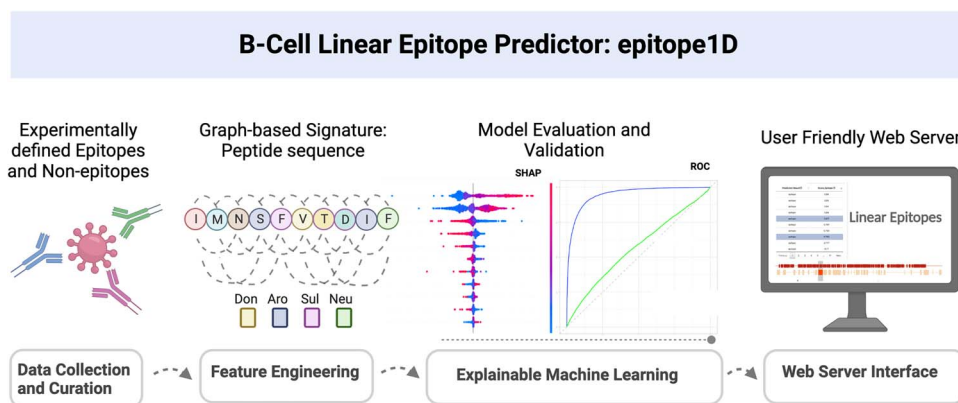 B-Cell Linear Epitope Predictor: epitope1D
Experimentally
defined Epitopes
and Non-epitopes
Graph-based Signature:
Peptide sequence
Model Evaluation and
Validation
User Friendly Web Server
SHAP
ROC
I M N S F V T D I F
Don Aro Sul Neu
Linear Epitopes
Data Collection
and Curation
Feature Engineering
Explainable Machine Learning
Web Server Interface